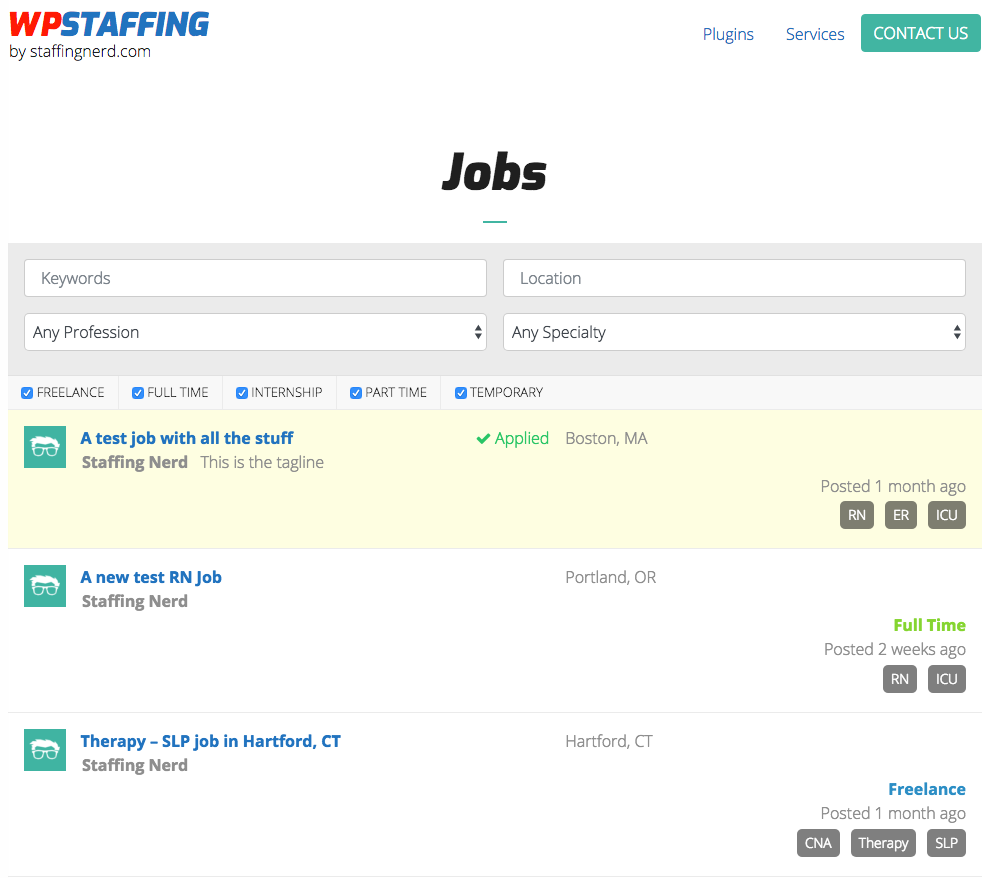 WPSTAFFING
by staffingnerd.com
Plugins Services CONTACT US
Jobs
Keywords Location
Any Profession Any Specialty
FREELANCE FULL TIME INTERNSHIP PART TIME TEMPORARY
A test job with all the stuff Applied Boston, MA
Staffing Nerd This is the tagline
Posted 1 month ago
RN ER ICU
A new test RN Job Portland, OR
Staffing Nerd
Full Time
Posted 2 weeks ago
RN ICU
Therapy – SLP job in Hartford, CT Hartford, CT
Staffing Nerd
Freelance
Posted 1 month ago
CNA Therapy SLP